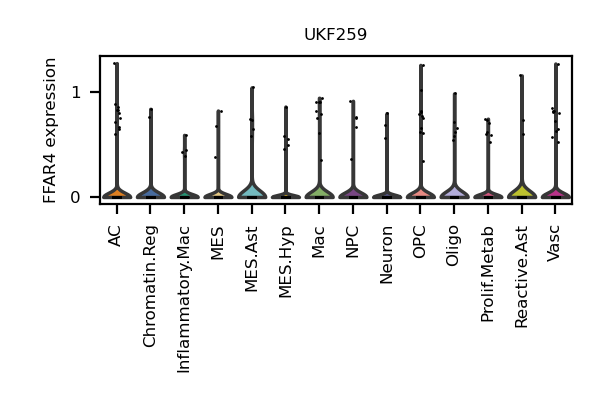 UKF259
FFAR4 expression
1
0
AC
Chromatin.Reg
Inflammatory.Mac
MES
MES.Ast
MES.Hyp
Mac
NPC
Neuron
OPC
Oligo
Prolif.Metab
Reactive.Ast
Vasc